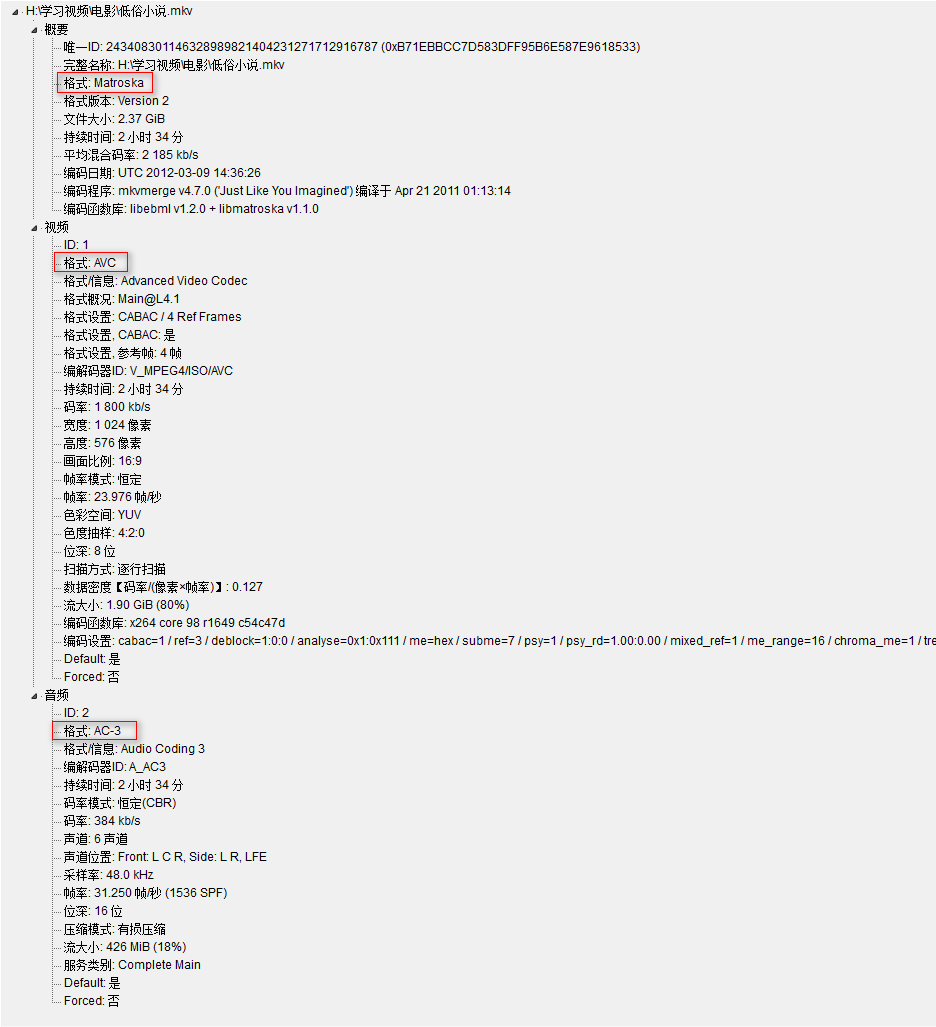 H:\学习视频\电影\低俗小说.mkv
概要
唯一ID: 243408301146328989821404231271712916787 (0xB71EBBCC7D583DFF95B6E587E9618533)
完整名称: H:\学习视频\电影\低俗小说.mkv
格式: Matroska
格式版本: Version 2
文件大小: 2.37 GiB
持续时间: 2 小时 34 分
平均混合码率: 2 185 kb/s
编码日期: UTC 2012-03-09 14:36:26
编码程序: mkvmerge v4.7.0 ('Just Like You Imagined') 编译于 Apr 21 2011 01:13:14
编码函数库: libebml v1.2.0 + libmatroska v1.1.0
视频
ID: 1
格式: AVC
格式/信息: Advanced Video Codec
格式概况: Main@L4.1
格式设置: CABAC / 4 Ref Frames
格式设置, CABAC: 是
格式设置, 参考帧: 4 帧
编解码器ID: V_MPEG4/ISO/AVC
持续时间: 2 小时 34 分
码率: 1 800 kb/s
宽度: 1 024 像素
高度: 576 像素
画面比例: 16:9
帧率模式: 恒定
帧率: 23.976 帧/秒
色彩空间: YUV
色度抽样: 4:2:0
位深: 8 位
扫描方式: 逐行扫描
数据密度【码率/(像素×帧率)】: 0.127
流大小: 1.90 GiB (80%)
编码函数库: x264 core 98 r1649 c54c47d
编码设置: cabac=1 / ref=3 / deblock=1:0:0 / analyse=0x1:0x111 / me=hex / subme=7 / psy=1 / psy_rd=1.00:0.00 / mixed_ref=1 / me_range=16 / chroma_me=1 / tre
Default: 是
Forced: 否
音频
ID: 2
格式: AC-3
格式/信息: Audio Coding 3
编解码器ID: A_AC3
持续时间: 2 小时 34 分
码率模式: 恒定(CBR)
码率: 384 kb/s
声道: 6 声道
声道位置: Front: L C R, Side: L R, LFE
采样率: 48.0 kHz
帧率: 31.250 帧/秒 (1536 SPF)
位深: 16 位
压缩模式: 有损压缩
流大小: 426 MiB (18%)
服务类别: Complete Main
Default: 是
Forced: 否